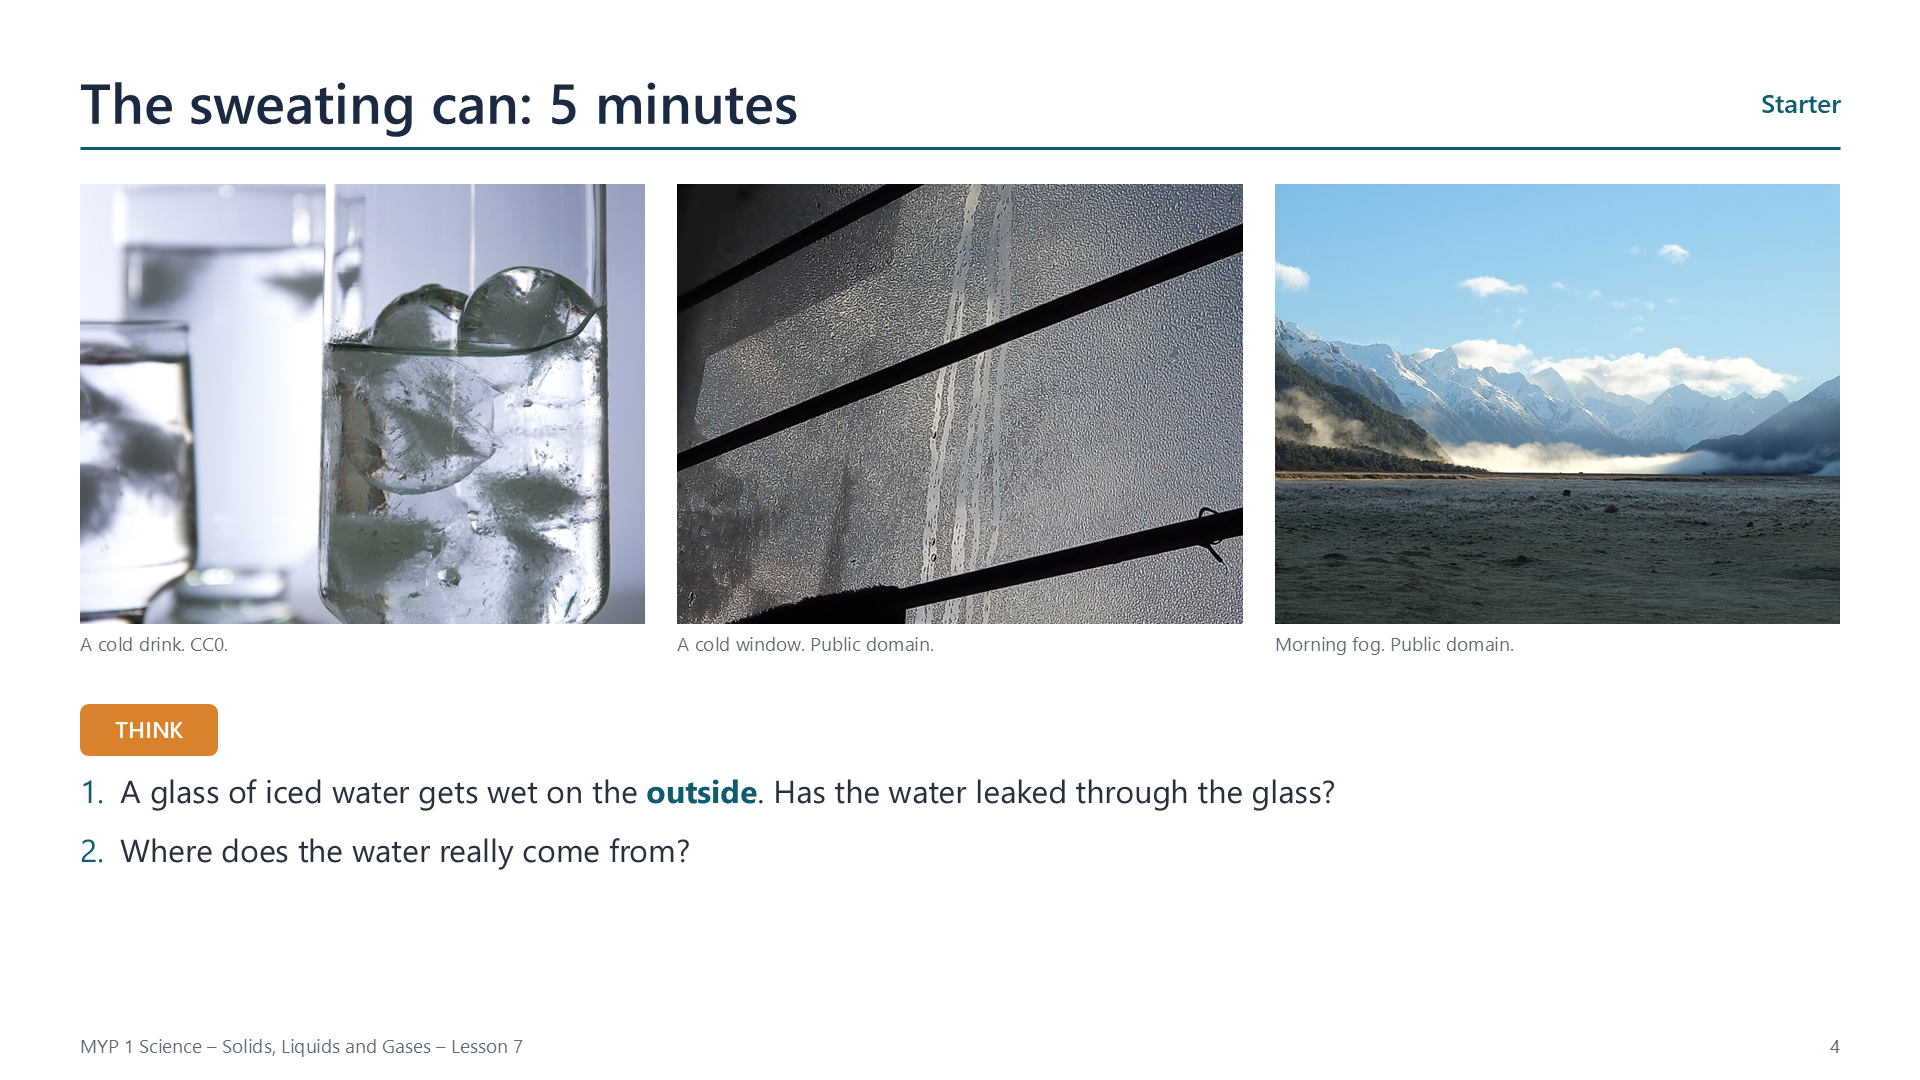 The sweating can: 5 minutes
Starter
A cold drink. CC0.
A cold window. Public domain.
Morning fog. Public domain.
THINK
1. A glass of iced water gets wet on the outside. Has the water leaked through the glass?
2. Where does the water really come from?
MYP 1 Science – Solids, Liquids and Gases – Lesson 7
4